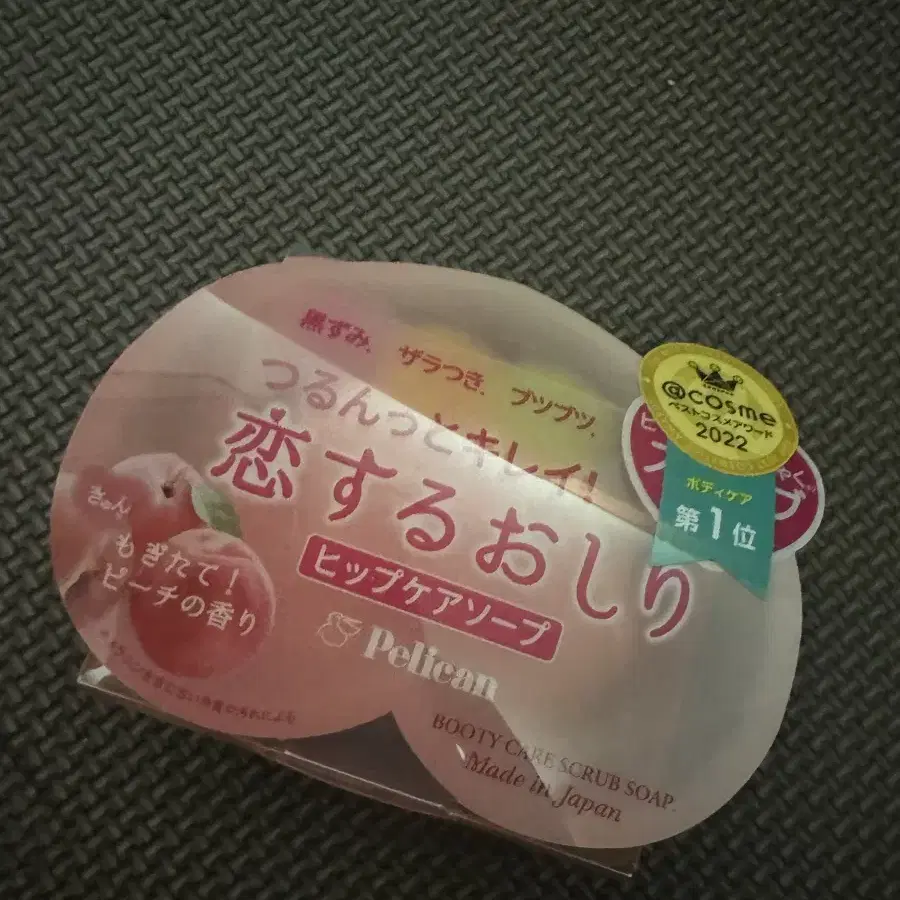 黒ずみ、ザラつき、ブツブツ、
つるんっとキレイ!
恋するおしり
ヒップケアソープ
Pelican
BOOTY CARE SCRUB SOAP.
Made in Japan
きゅん
もぎたて!
ピーチの香り
@cosme
ベストコスメアワード
2022
ボディケア
第1位